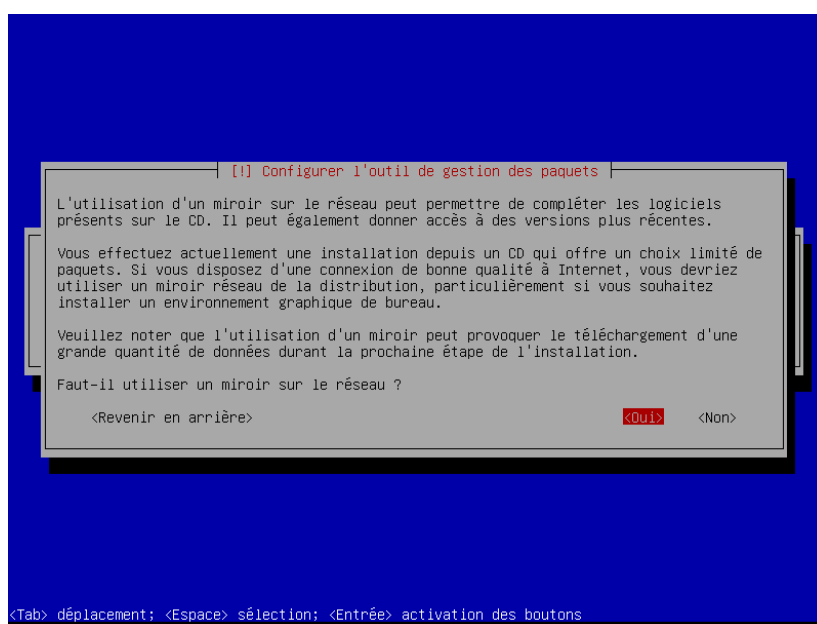 [!] Configurer l'outil de gestion des paquets
L'utilisation d'un miroir sur le réseau peut permettre de compléter les logiciels
présents sur le CD. Il peut également donner accès à des versions plus récentes.
Vous effectuez actuellement une installation depuis un CD qui offre un choix limité de
paquets. Si vous disposez d'une connexion de bonne qualité à Internet, vous devriez
utiliser un miroir réseau de la distribution, particulièrement si vous souhaitez
installer un environnement graphique de bureau.
Veuillez noter que l'utilisation d'un miroir peut provoquer le téléchargement d'une
grande quantité de données durant la prochaine étape de l'installation.
Faut-il utiliser un miroir sur le réseau ?
<Revenir en arrière> <Oui> <Non>
<Tab> déplacement; <Espace> sélection; <Entrée> activation des boutons